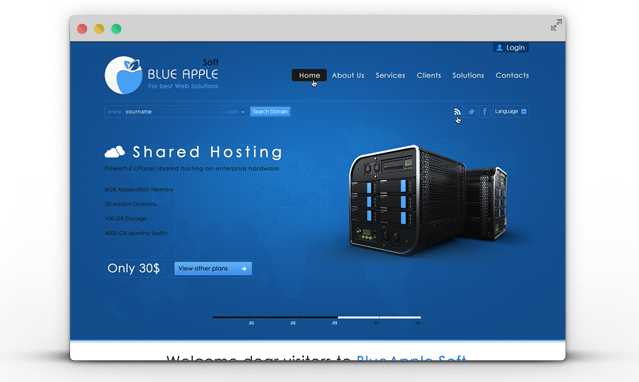 Login
Soft
BLUE APPLE
For best Web Solutions
Home About Us Services Clients Solutions Contacts
www. yourname .com Search Domain
Language
Shared Hosting
Powerful cPanel shared hosting on enterprise hardware.
8GB Application Memory
30 Addon Domains
100 GB Storage
4000 GB Monthly Traffic
Only 30$ View other plans
.01 .02 .03 .04 .05
Welcome dear visitors to BlueApple Soft